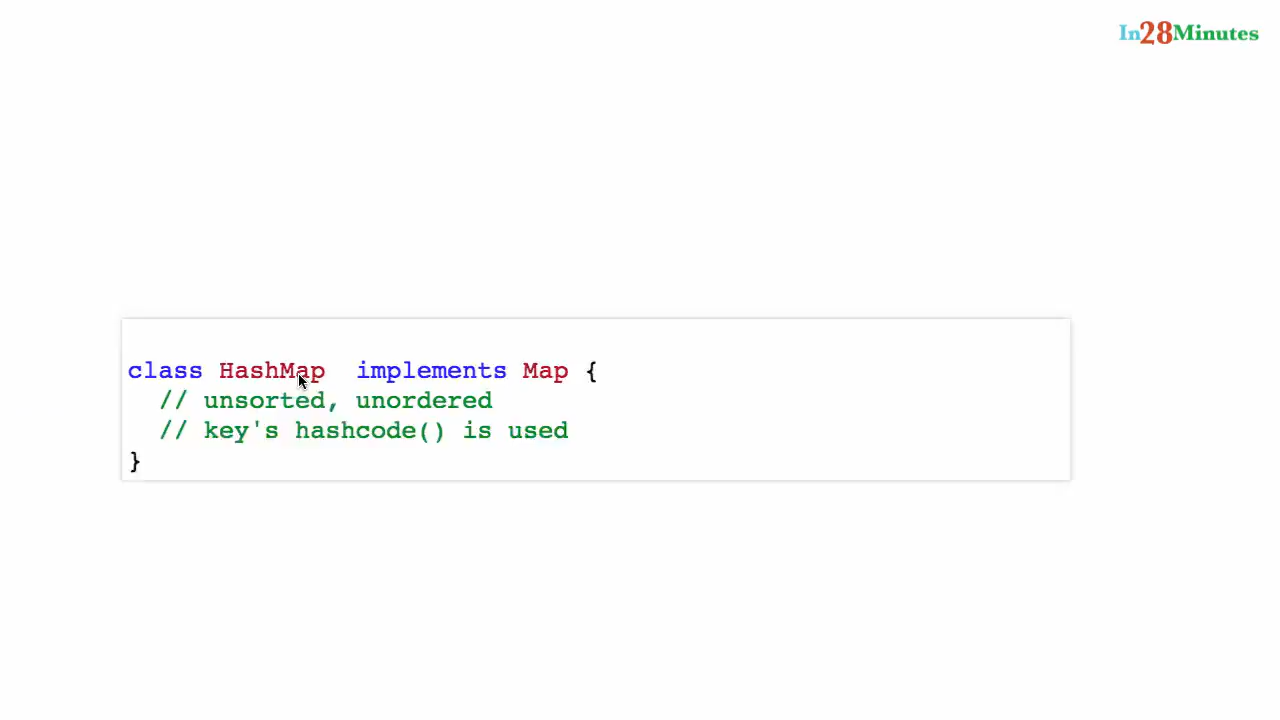 In28Minutes
class HashMap  implements Map {
// unsorted, unordered
// key's hashcode() is used
}